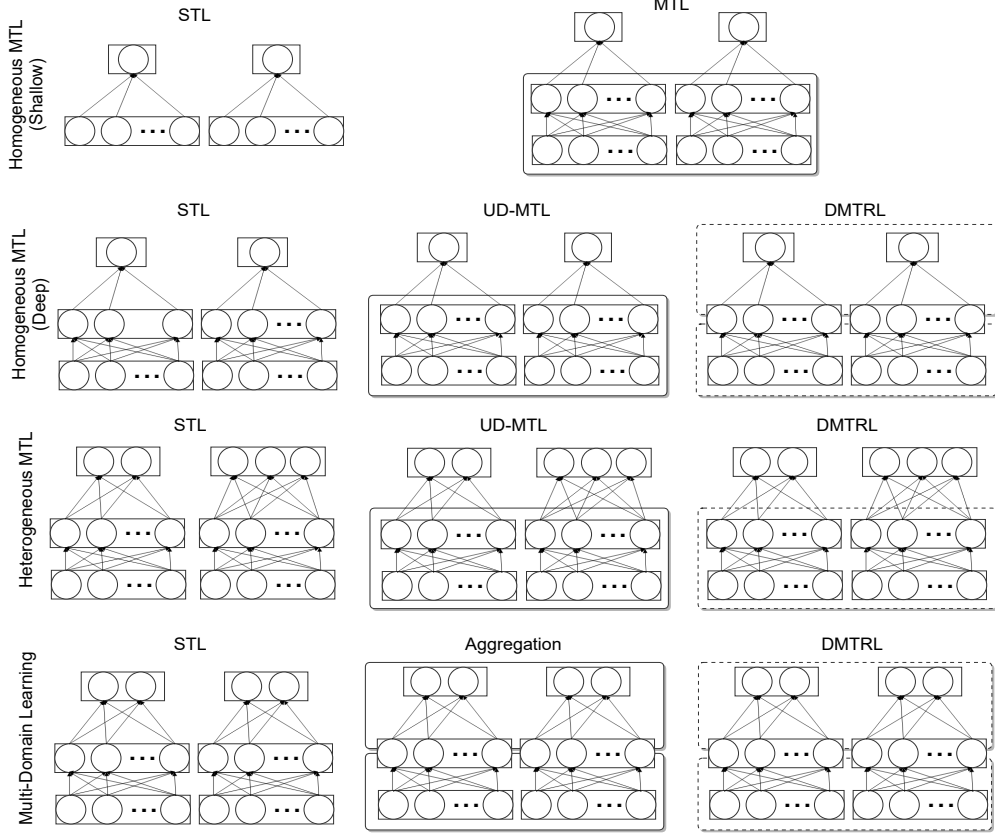 Homogeneous MTL
(Shallow)
STL
MTL
Homogeneous MTL
(Deep)
STL
UD-MTL
DMTRL
Heterogeneous MTL
STL
UD-MTL
DMTRL
Multi-Domain Learning
STL
Aggregation
DMTRL